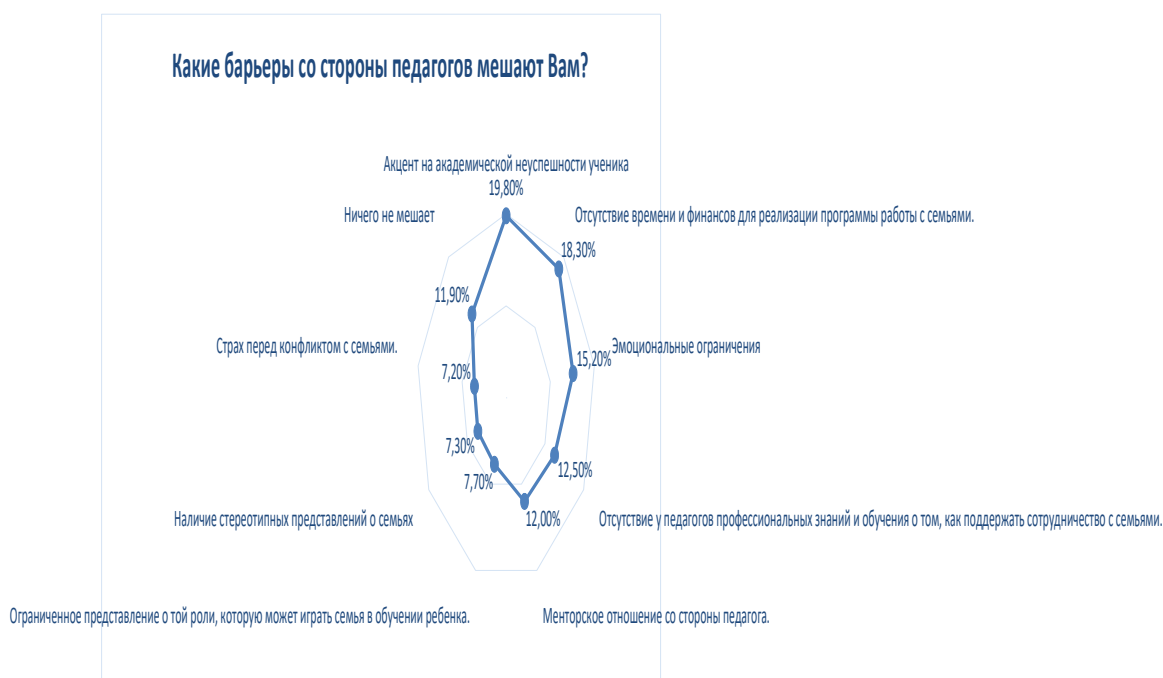 Какие барьеры со стороны педагогов мешают Вам?
Акцент на академической неуспешности ученика
19,80%
Ничего не мешает
Отсутствие времени и финансов для реализации программы работы с семьями.
18,30%
11,90%
Страх перед конфликтом с семьями.
Эмоциональные ограничения
15,20%
7,20%
7,30%
12,50%
7,70%
Наличие стереотипных представлений о семьях
12,00%
Отсутствие у педагогов профессиональных знаний и обучения о том, как поддержать сотрудничество с семьями.
Ограниченное представление о той роли, которую может играть семья в обучении ребенка.
Менторское отношение со стороны педагога.